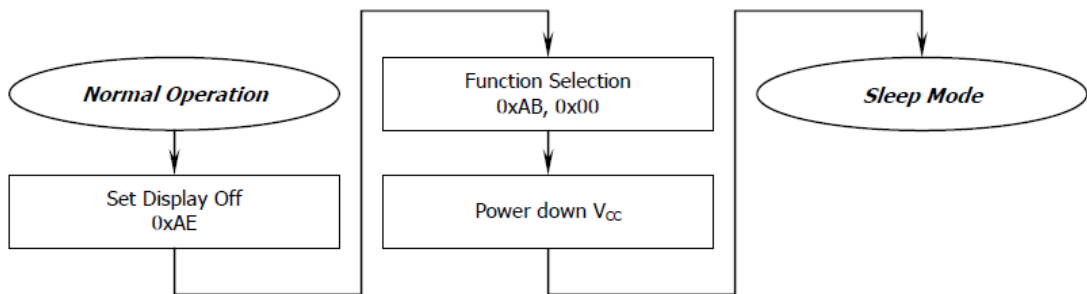 Normal Operation
Set Display Off
0xAE
Function Selection
0xAB, 0x00
Power down VCC
Sleep Mode